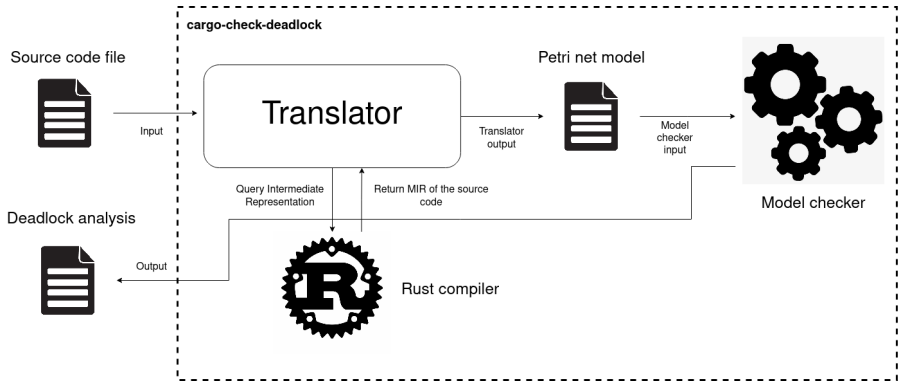 cargo-check-deadlock
Source code file
Petri net model
Translator
Input
Translator
output
Model
checker
input
Query Intermediate
Representation
Return MIR of the source
code
Model checker
Deadlock analysis
Output
R
Rust compiler